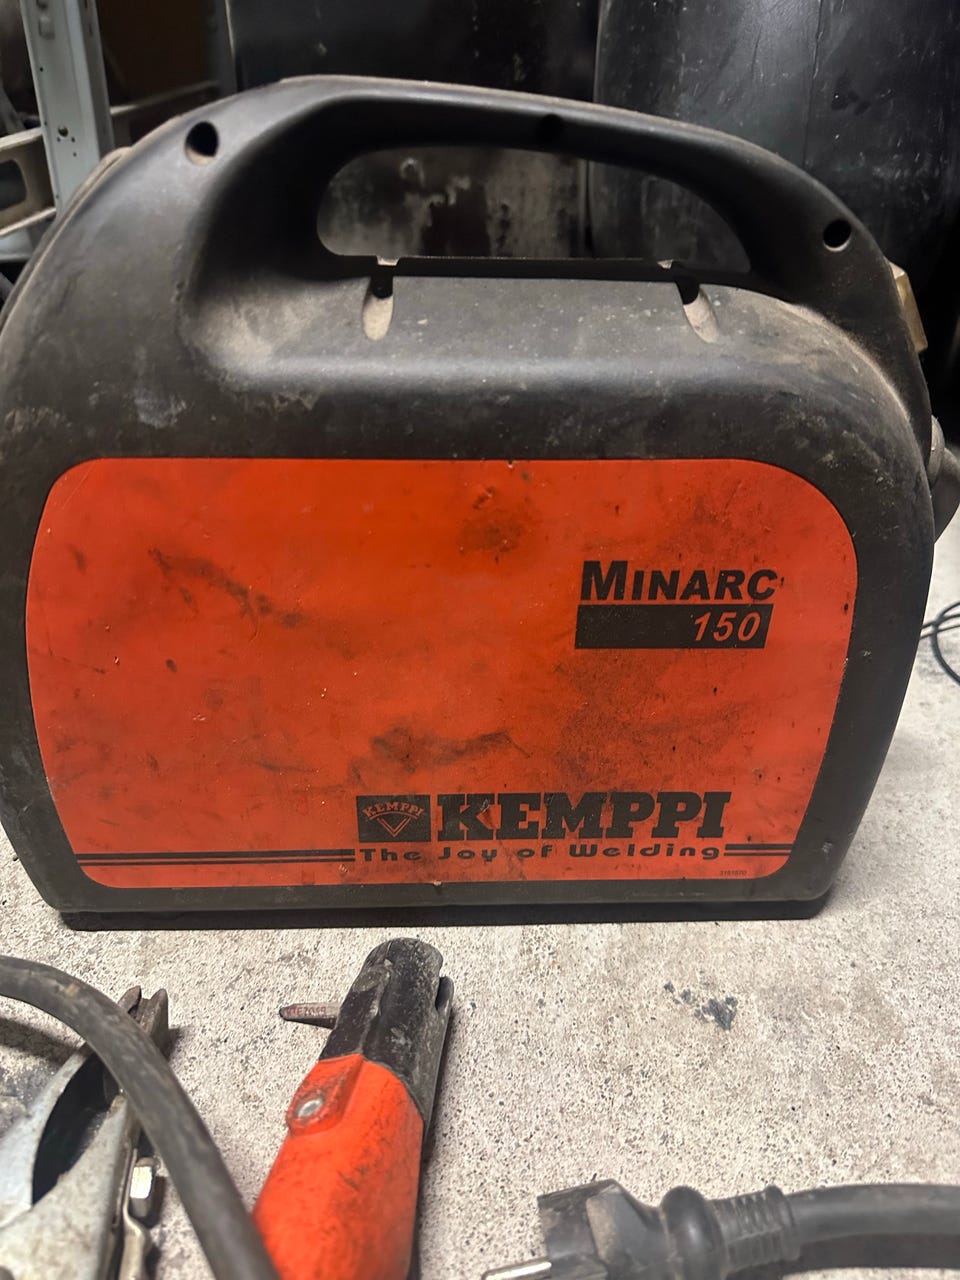 MINARC
150
KEMPPI
KEMPPI
The Joy of Welding